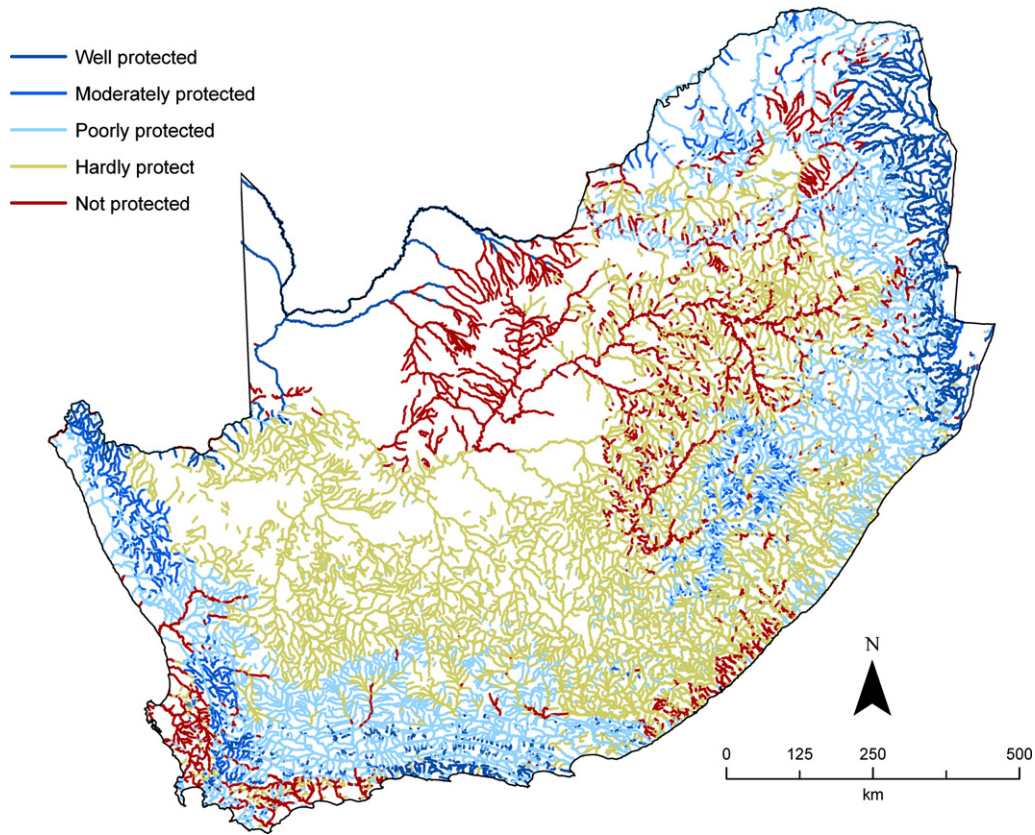 Well protected
Moderately protected
Poorly protected
Hardly protect
Not protected
N
0 125 250 500
km